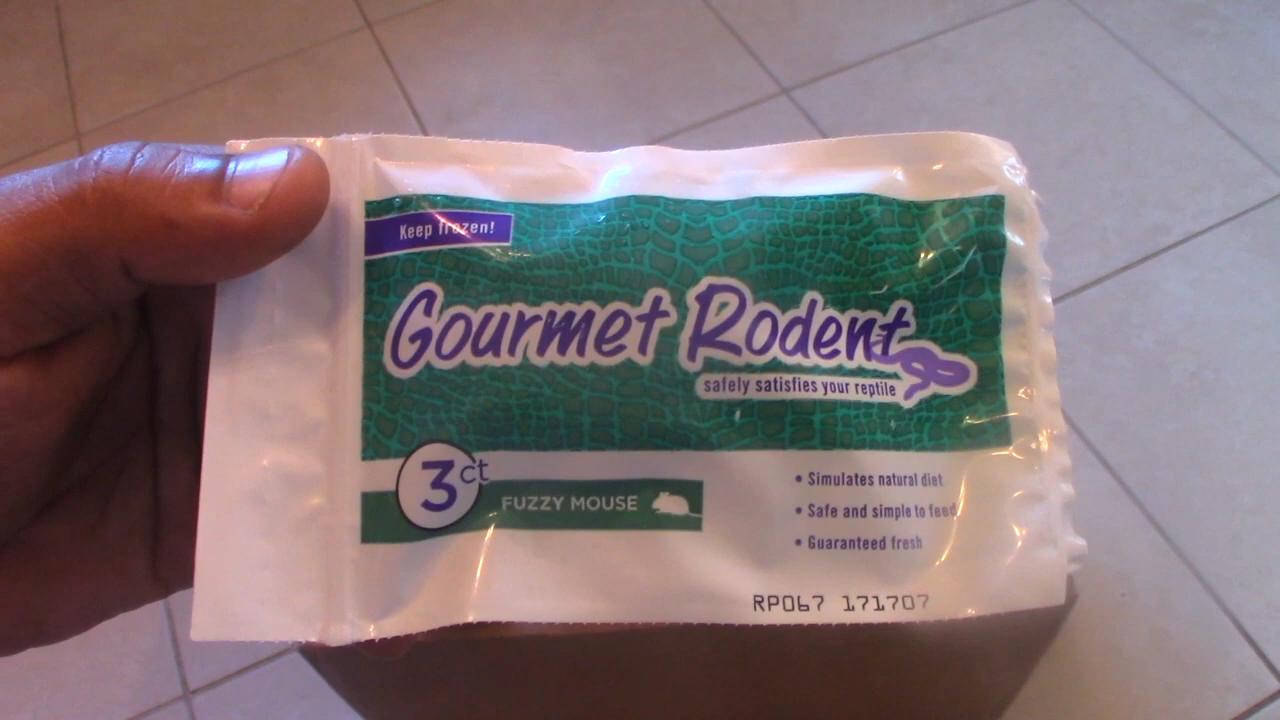 Keep frozen!
Gourmet Rodent
safely satisfies your reptile
3ct
FUZZY MOUSE
• Simulates natural diet
• Safe and simple to feed
• Guaranteed fresh
RP067 171707